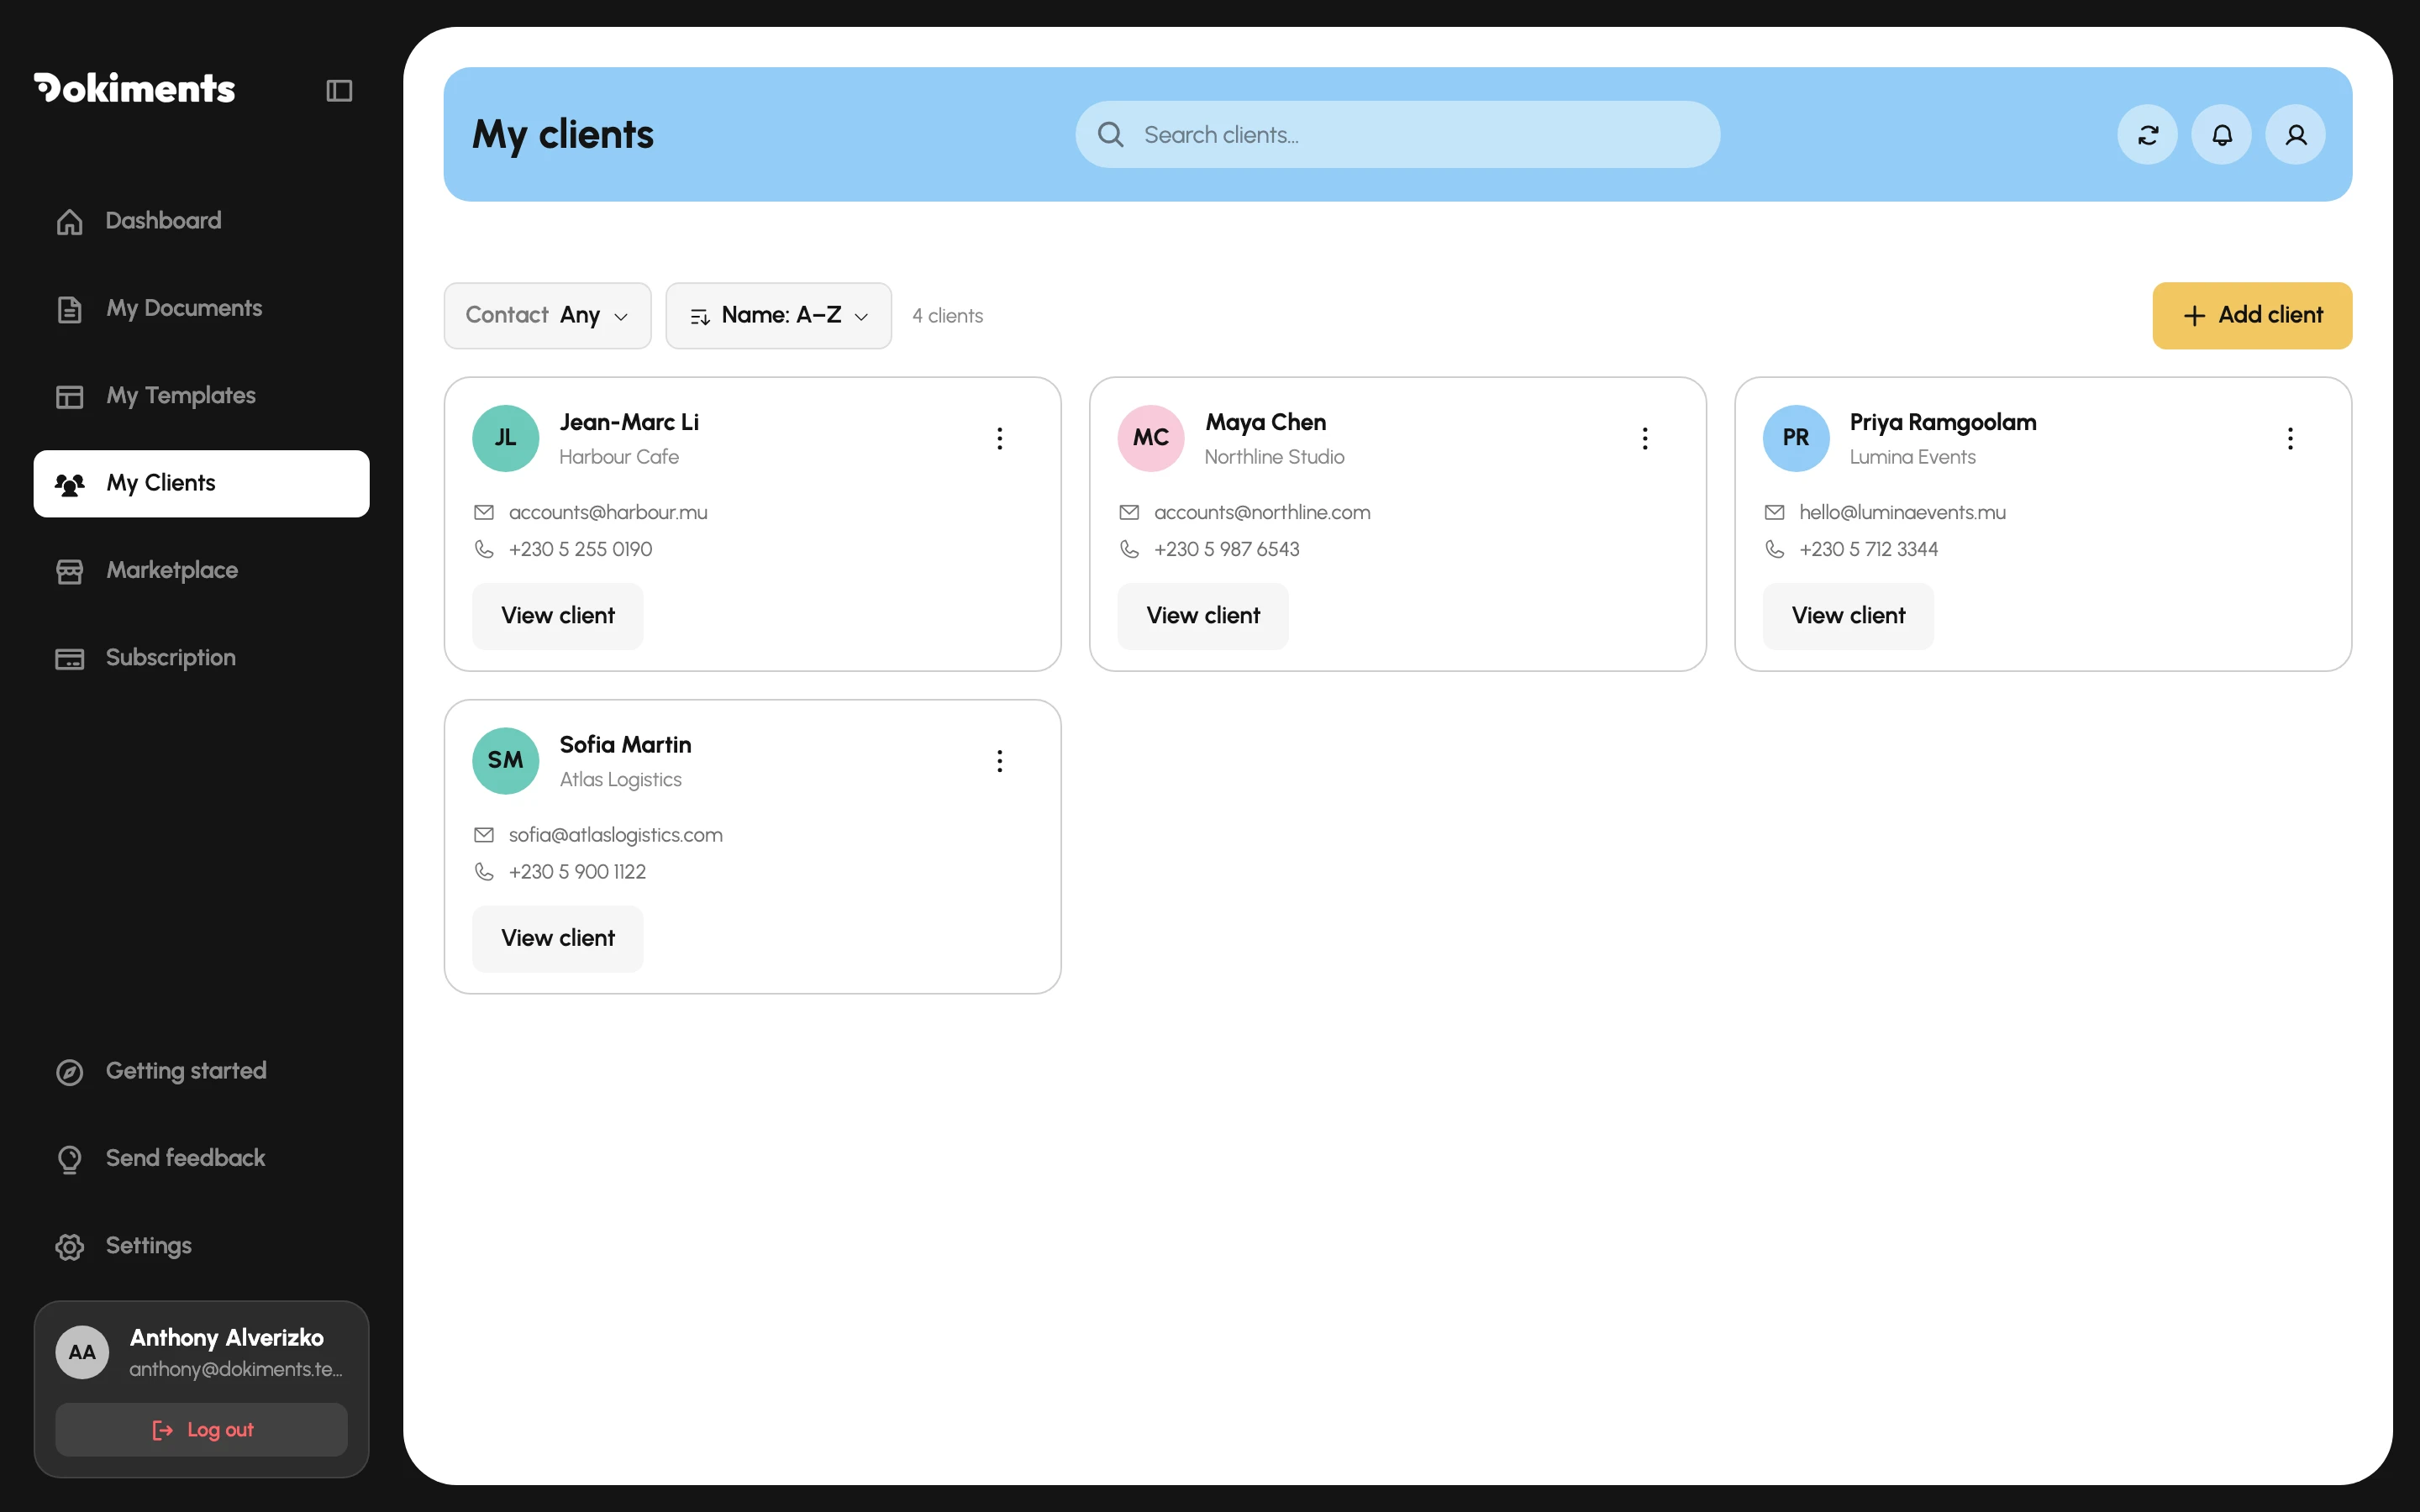 Dokiments
Dashboard
My Documents
My Templates
My Clients
Marketplace
Subscription
Getting started
Send feedback
Settings
AA
Anthony Alverizko
anthony@dokiments.te...
Log out
My clients
Search clients...
Contact Any
Name: A–Z
4 clients
Add client
JL
Jean-Marc Li
Harbour Cafe
accounts@harbour.mu
+230 5 255 0190
View client
MC
Maya Chen
Northline Studio
accounts@northline.com
+230 5 987 6543
View client
PR
Priya Ramgoolam
Lumina Events
hello@luminaevents.mu
+230 5 712 3344
View client
SM
Sofia Martin
Atlas Logistics
sofia@atlaslogistics.com
+230 5 900 1122
View client